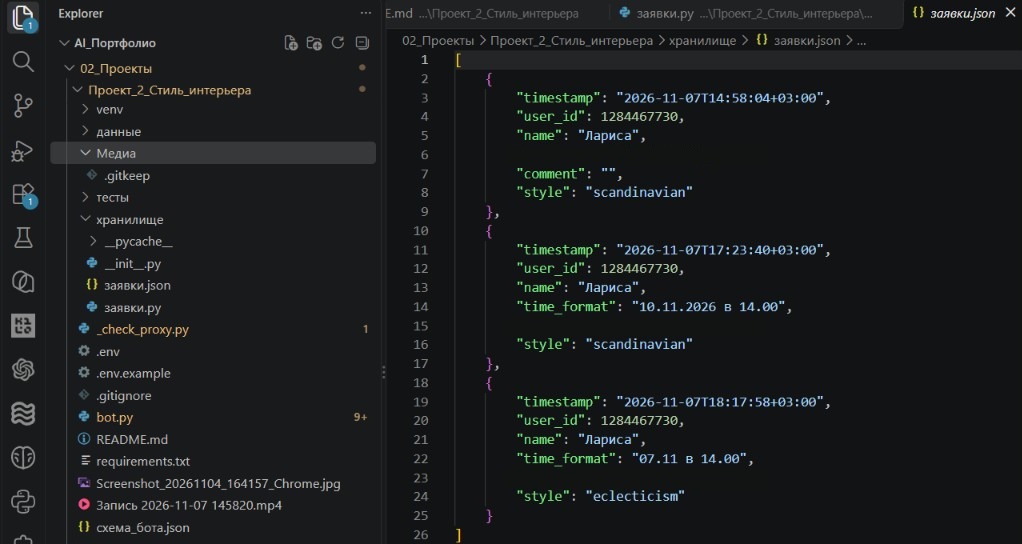 Explorer
AI_Портфолио
02_Проекты
Проект_2_Стиль_интерьера
venv
данные
Медиа
.gitkeep
тесты
хранилище
__pycache__
__init__.py
заявки.json
заявки.py
_check_proxy.py 1
.env
.env.example
.gitignore
bot.py 9+
README.md
requirements.txt
Screenshot_20261104_164157_Chrome.jpg
Запись 2026-11-07 145820.mp4
схема_бота.json
1
1
E.md ...\Проект_2_Стиль_интерьера
заявки.py ...\Проект_2_Стиль_интерьера\...
{} заявки.json
02_Проекты > Проект_2_Стиль_интерьера > хранилище > {} заявки.json > ...
1 [
2 {
3 "timestamp": "2026-11-07T14:58:04+03:00",
4 "user_id": 1284467730,
5 "name": "Лариса",
6
7 "comment": "",
8 "style": "scandinavian"
9 },
10 {
11 "timestamp": "2026-11-07T17:23:40+03:00",
12 "user_id": 1284467730,
13 "name": "Лариса",
14 "time_format": "10.11.2026 в 14.00",
15
16 "style": "scandinavian"
17 },
18 {
19 "timestamp": "2026-11-07T18:17:58+03:00",
20 "user_id": 1284467730,
21 "name": "Лариса",
22 "time_format": "07.11 в 14.00",
23
24 "style": "eclecticism"
25 }
26 ]